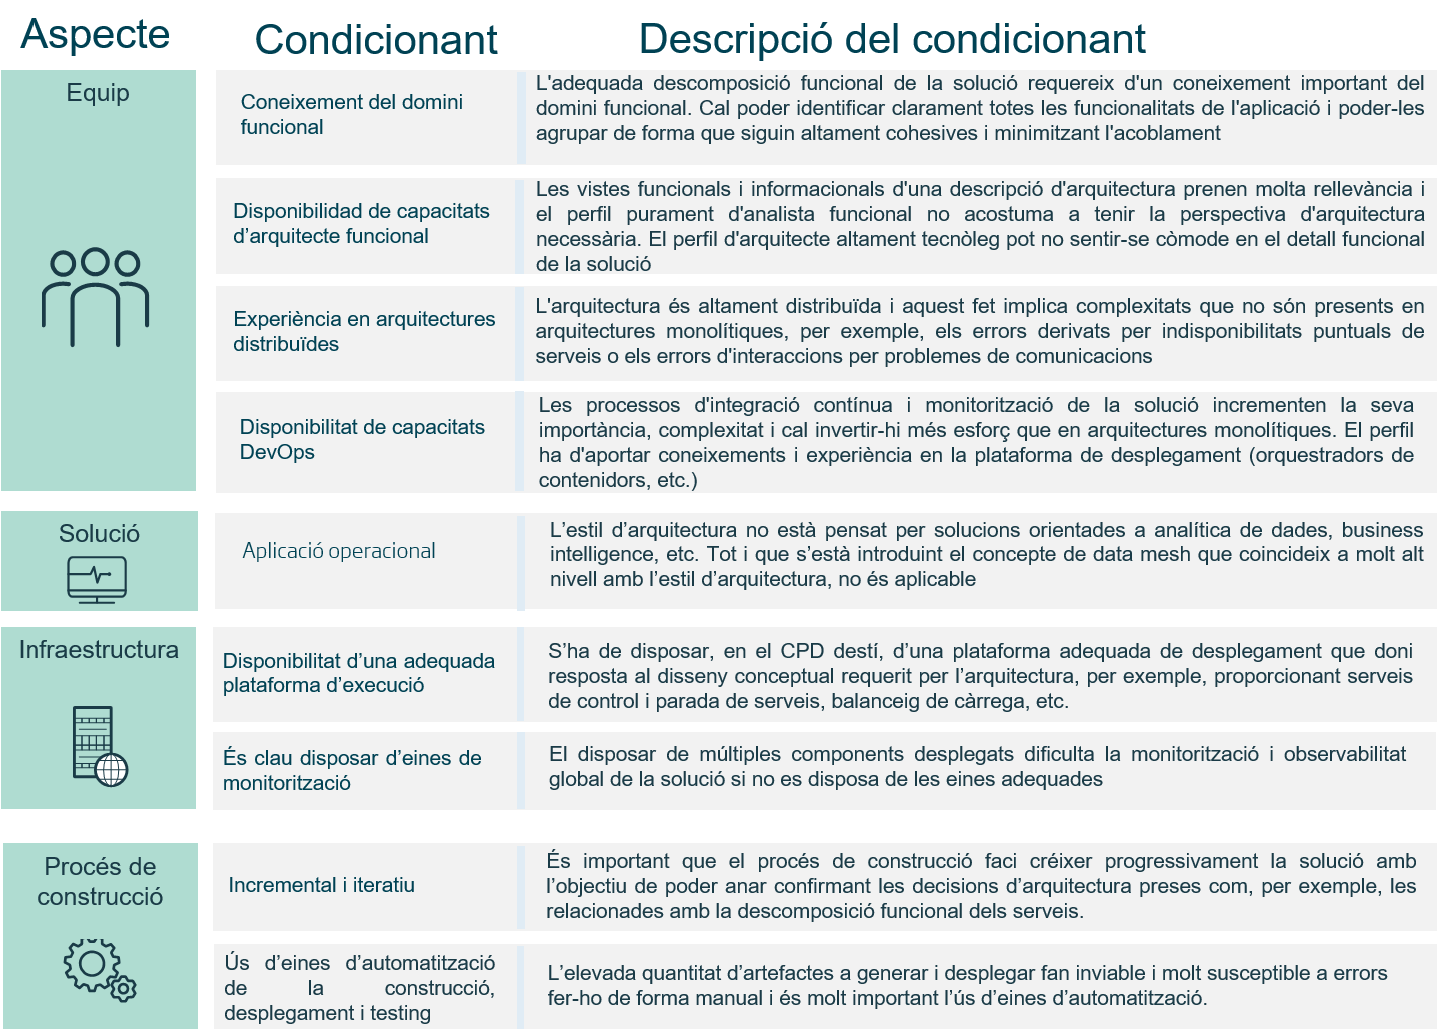 Aspecte
Condicionant
Descripció del condicionant
Equip
Coneixement del domini
funcional
L'adequada descomposició funcional de la solució requereix d'un coneixement important del
domini funcional. Cal poder identificar clarament totes les funcionalitats de l'aplicació i poder-les
agrupar de forma que siguin altament cohesives i minimitzant l'acoblament
Disponibilidad de capacitats
d’arquitecte funcional
Les vistes funcionals i informacionals d'una descripció d'arquitectura prenen molta rellevància i
el perfil purament d'analista funcional no acostuma a tenir la perspectiva d'arquitectura
necessària. El perfil d'arquitecte altament tecnòleg pot no sentir-se còmode en el detall funcional
de la solució
Experiència en arquitectures
distribuïdes
L'arquitectura és altament distribuïda i aquest fet implica complexitats que no són presents en
arquitectures monolítiques, per exemple, els errors derivats per indisponibilitats puntuals de
serveis o els errors d'interaccions per problemes de comunicacions
Disponibilitat de capacitats
DevOps
Les processos d'integració contínua i monitorització de la solució incrementen la seva
importància, complexitat i cal invertir-hi més esforç que en arquitectures monolítiques. El perfil
ha d'aportar coneixements i experiència en la plataforma de desplegament (orquestradors de
contenidors, etc.)
Solució
Aplicació operacional
L’estil d’arquitectura no està pensat per solucions orientades a analítica de dades, business
intelligence, etc. Tot i que s’està introduint el concepte de data mesh que coincideix a molt alt
nivell amb l’estil d’arquitectura, no és aplicable
Infraestructura
Disponibilitat d’una adequada
plataforma d’execució
S’ha de disposar, en el CPD destí, d’una plataforma adequada de desplegament que doni
resposta al disseny conceptual requerit per l’arquitectura, per exemple, proporcionant serveis
de control i parada de serveis, balanceig de càrrega, etc.
És clau disposar d’eines de
monitorització
El disposar de múltiples components desplegats dificulta la monitorització i observabilitat
global de la solució si no es disposa de les eines adequades
Procés de
construcció
Incremental i iteratiu
És important que el procés de construcció faci créixer progressivament la solució amb
l’objectiu de poder anar confirmant les decisions d’arquitectura preses com, per exemple, les
relacionades amb la descomposició funcional dels serveis.
Ús d’eines d’automatització
de la construcció,
desplegament i testing
L’elevada quantitat d’artefactes a generar i desplegar fan inviable i molt susceptible a errors
fer-ho de forma manual i és molt important l’ús d’eines d’automatització.